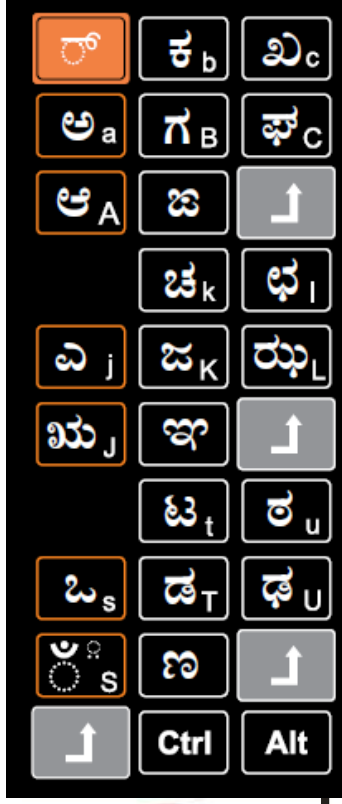 ್ ಕ b ಖ c
ಅ a ಗ B ಘ C
ಆ A ಙ
ಚ k ಛ l
ಎ j ಜ K ಝ L
ಋ J ಞ
ಟ t ಠ u
ಒ s ಡ T ಢ U
S ಣ
Ctrl Alt